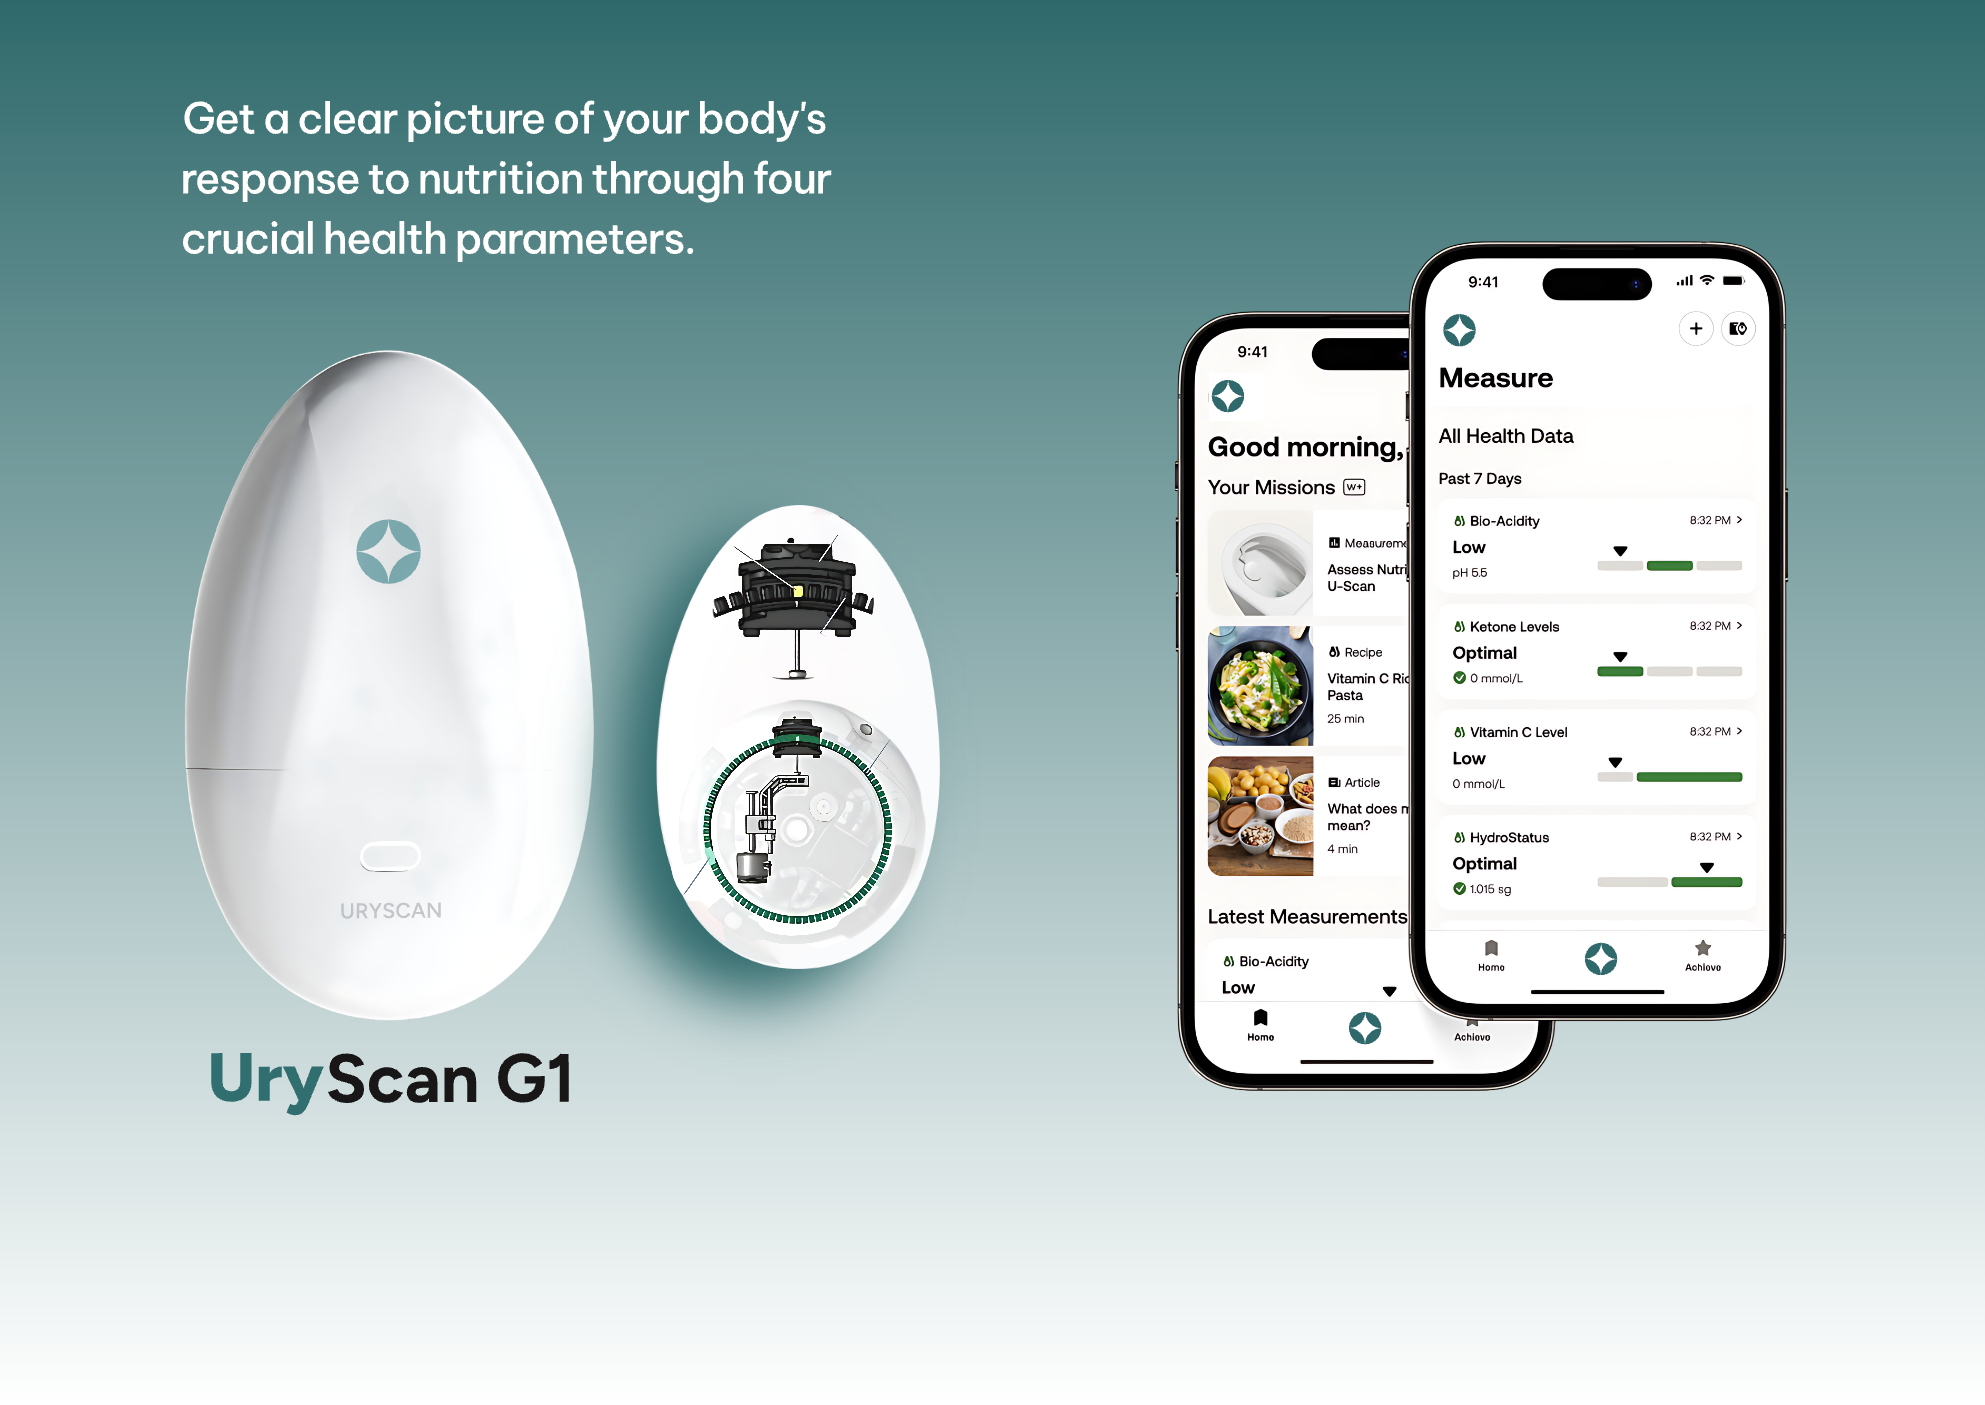 Get a clear picture of your body's
response to nutrition through four
crucial health parameters.
URYSCAN
UryScan G1
9:41
Good morning,
Your Missions W+
Assess Nutri
U-Scan
Recipe
Vitamin C Ric
Pasta
25 min
Article
What does
mean?
4 min
Latest Measurements
Bio-Acidity
Low
Home
Achieve
9:41
Measure
All Health Data
Past 7 Days
Bio-Acidity 8:32 PM >
Low
pH 5.5
Ketone Levels 8:32 PM >
Optimal
0 mmol/L
Vitamin C Level 8:32 PM >
Low
0 mmol/L
HydroStatus 8:32 PM >
Optimal
1.015 sg
Home
Achieve